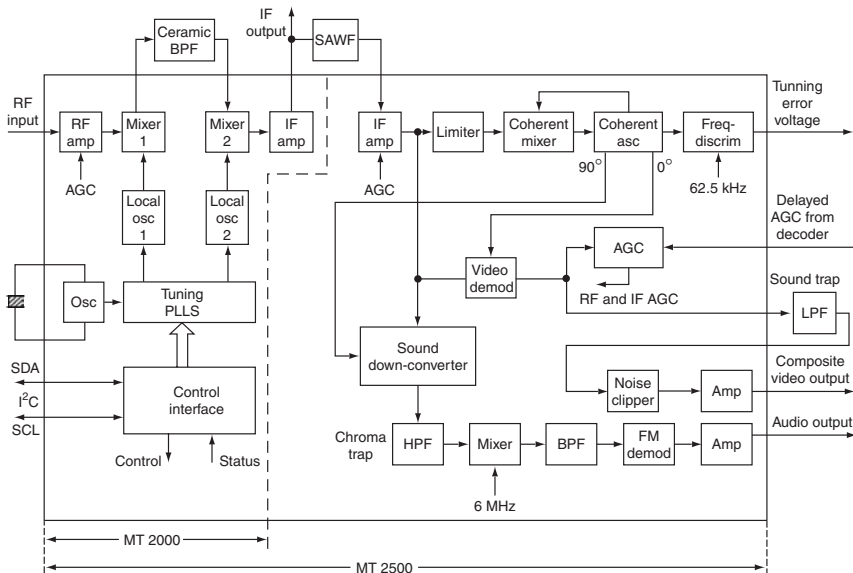 IF
output
Ceramic
BPF
SAWF
RF
input
RF
amp
Mixer
1
Mixer
2
IF
amp
IF
amp
Limiter
Coherent
mixer
Coherent
asc
Freq-
discrim
Tunning
error
voltage
AGC
AGC
90°
0°
62.5 kHz
Local
osc
1
Local
osc
2
Delayed
AGC from
decoder
AGC
Video
demod
RF and IF AGC
Sound trap
LPF
Osc
Tuning
PLLS
Sound
down-converter
SDA
I²C
SCL
Control
interface
Noise
clipper
Amp
Composite
video output
Control
Status
Chroma
trap
HPF
Mixer
BPF
FM
demod
Amp
Audio output
6 MHz
MT 2000
MT 2500